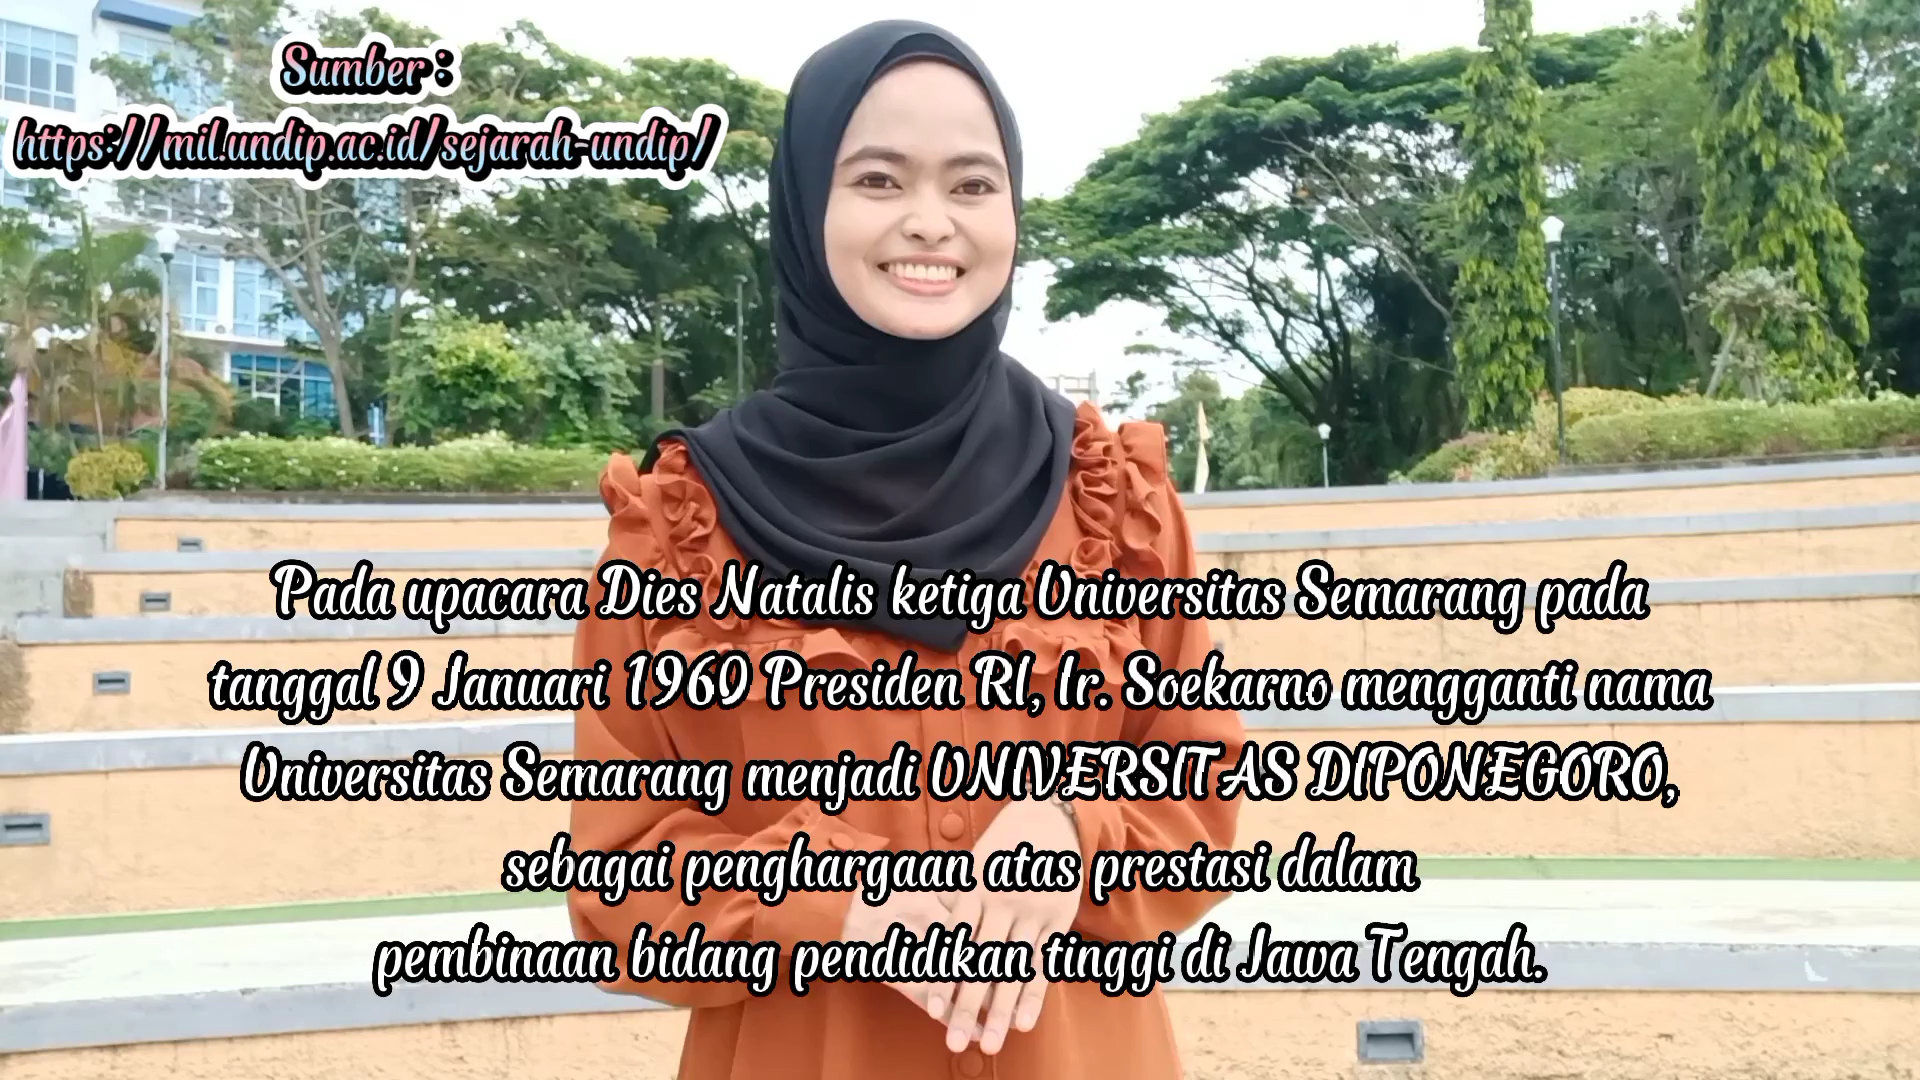 Sumber :
https://mil.undip.ac.id/sejarah-undip/
Pada upacara Dies Natalis ketiga Universitas Semarang pada
tanggal 9 Januari 1960 Presiden RI, Ir. Soekarno mengganti nama
Universitas Semarang menjadi UNIVERSITAS DIPONEGORO,
sebagai penghargaan atas prestasi dalam
pembinaan bidang pendidikan tinggi di Jawa Tengah.